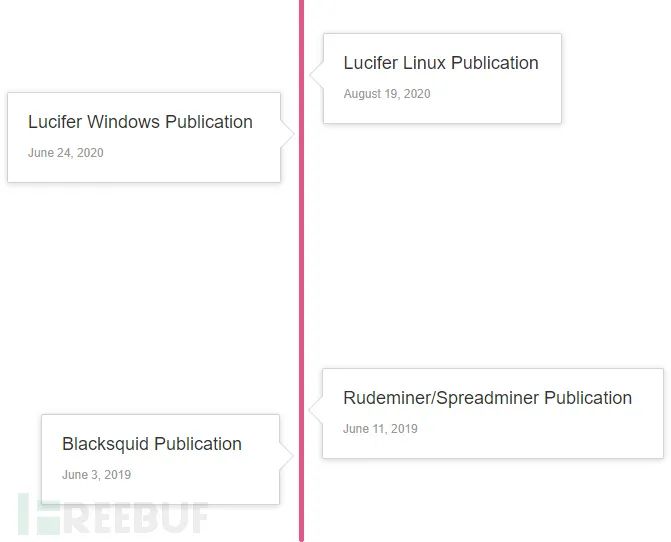 Lucifer Linux Publication
August 19, 2020
Lucifer Windows Publication
June 24, 2020
Rudeminer/Spreadminer Publication
June 11, 2019
Blacksquid Publication
June 3, 2019
FREEBUF